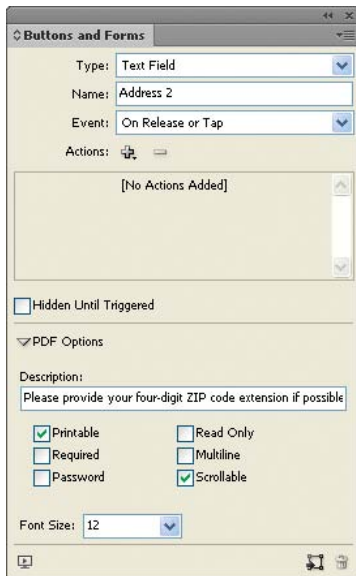 Buttons and Forms
Type: Text Field
Name: Address 2
Event: On Release or Tap
Actions:
[No Actions Added]
Hidden Until Triggered
PDF Options
Description:
Please provide your four-digit ZIP code extension if possible
Printable Read Only
Required Multiline
Password Scrollable
Font Size: 12